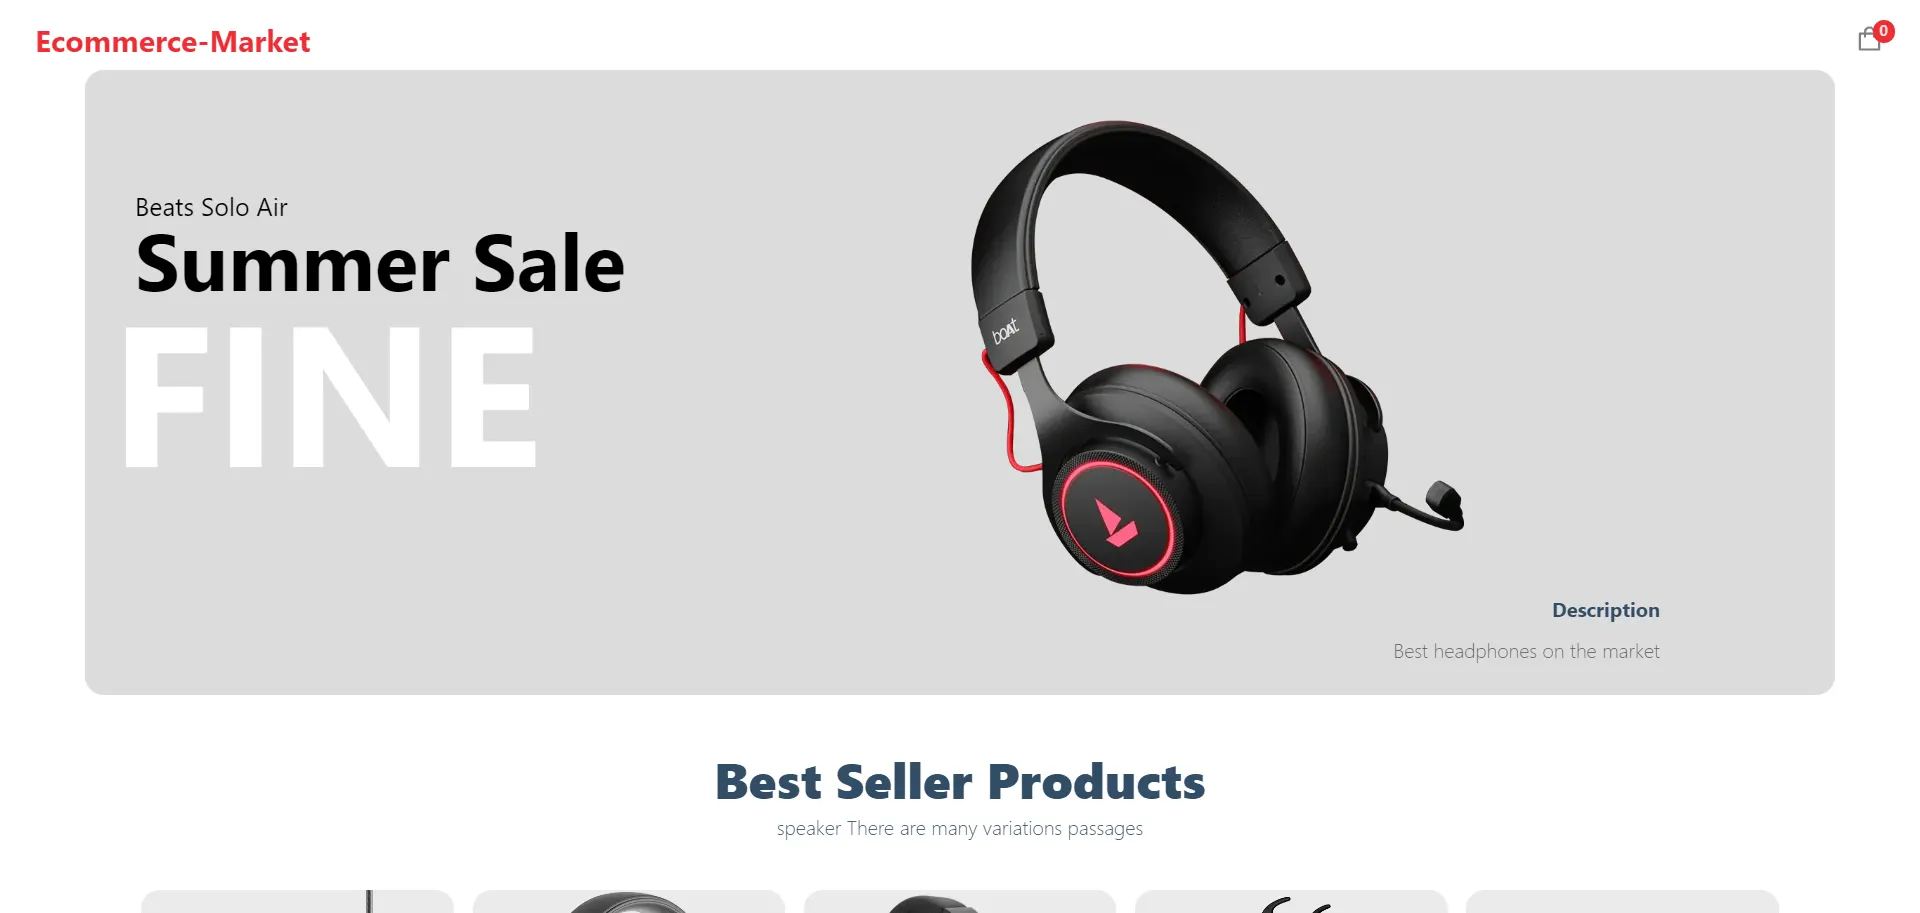 Ecommerce-Market
0
Beats Solo Air
Summer Sale
FINE
boAt
Description
Best headphones on the market
Best Seller Products
speaker There are many variations passages